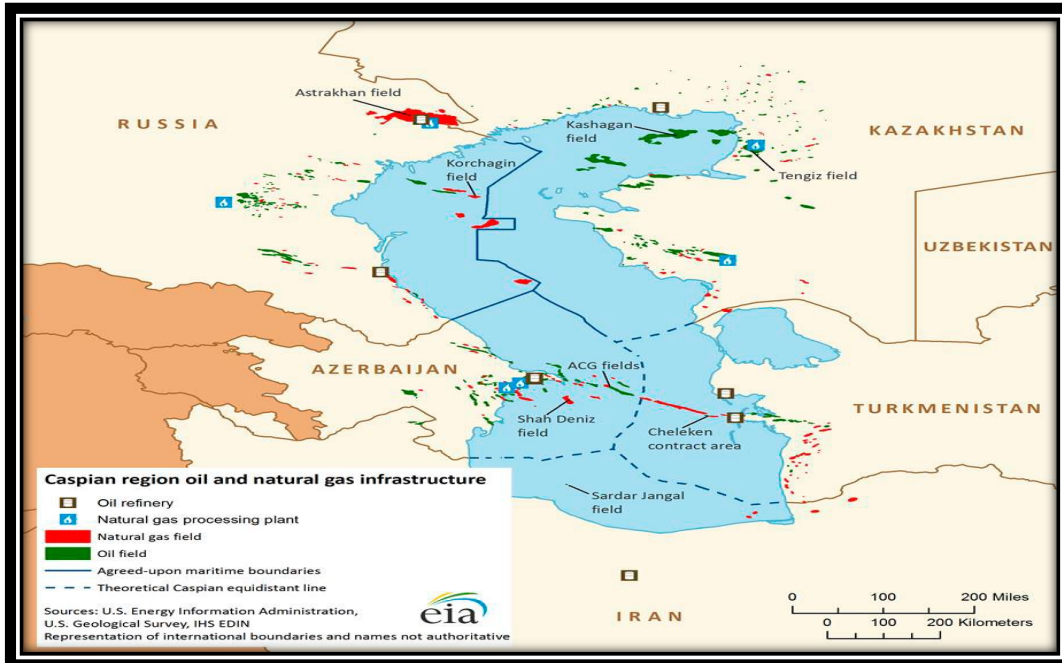 Astrakhan field
RUSSIA
Kashagan
field
KAZAKHSTAN
Korchagin
field
Tengiz field
UZBEKISTAN
AZERBAIJAN
ACG fields
TURKMENISTAN
Shah Deniz
field
Cheleken
contract area
Sardar Jangal
field
IRAN
Caspian region oil and natural gas infrastructure
Oil refinery
Natural gas processing plant
Natural gas field
Oil field
Agreed-upon maritime boundaries
Theoretical Caspian equidistant line
Sources: U.S. Energy Information Administration,
U.S. Geological Survey, IHS EDIN
Representation of international boundaries and names not authoritative
eia
0 100 200 Miles
0 100 200 Kilometers